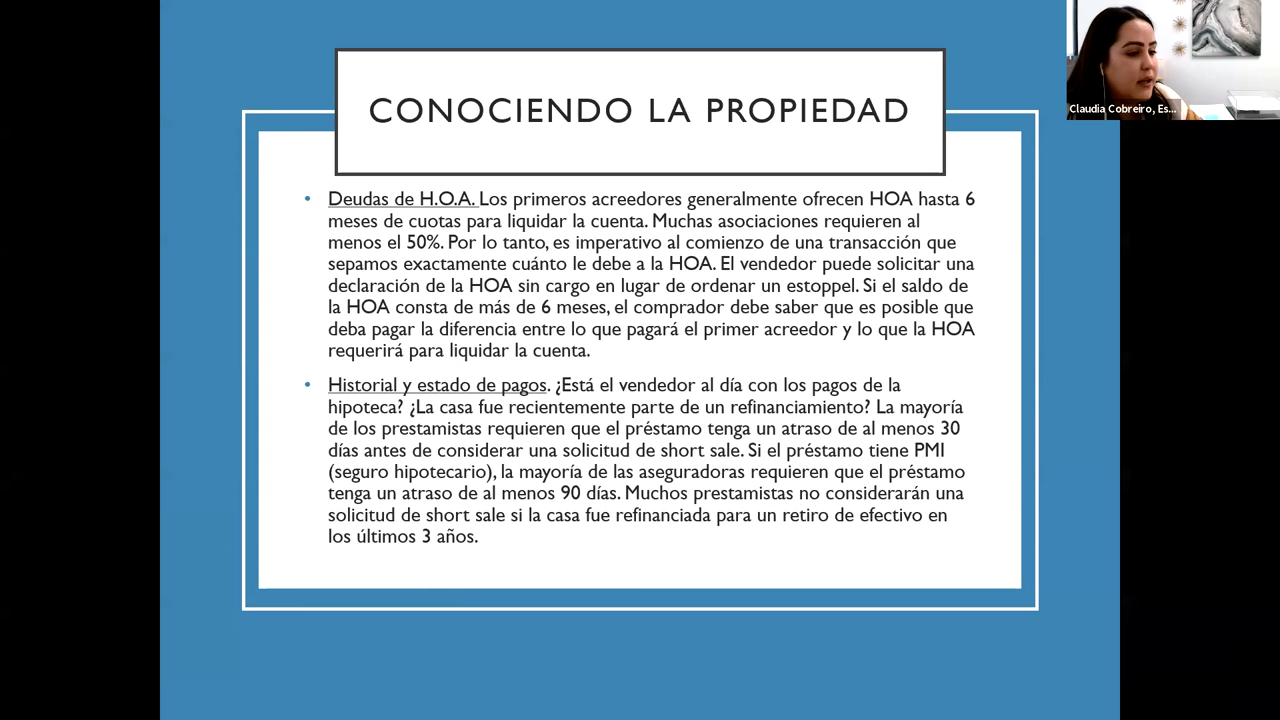 CONOCIENDO LA PROPIEDAD
Claudia Cobreiro, Es...
• Deudas de H.O.A. Los primeros acreedores generalmente ofrecen HOA hasta 6
meses de cuotas para liquidar la cuenta. Muchas asociaciones requieren al
menos el 50%. Por lo tanto, es imperativo al comienzo de una transacción que
sepamos exactamente cuánto le debe a la HOA. El vendedor puede solicitar una
declaración de la HOA sin cargo en lugar de ordenar un estoppel. Si el saldo de
la HOA consta de más de 6 meses, el comprador debe saber que es posible que
deba pagar la diferencia entre lo que pagará el primer acreedor y lo que la HOA
requerirá para liquidar la cuenta.
• Historial y estado de pagos. ¿Está el vendedor al día con los pagos de la
hipoteca? ¿La casa fue recientemente parte de un refinanciamiento? La mayoría
de los prestamistas requieren que el préstamo tenga un atraso de al menos 30
días antes de considerar una solicitud de short sale. Si el préstamo tiene PMI
(seguro hipotecario), la mayoría de las aseguradoras requieren que el préstamo
tenga un atraso de al menos 90 días. Muchos prestamistas no considerarán una
solicitud de short sale si la casa fue refinanciada para un retiro de efectivo en
los últimos 3 años.